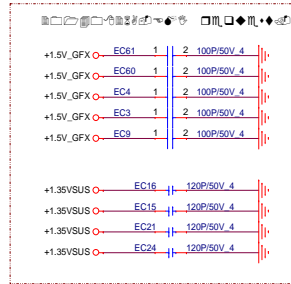 +1.5V_GFX EC61 1 2 100P/50V_4
+1.5V_GFX EC60 1 2 100P/50V_4
+1.5V_GFX EC4 1 2 100P/50V_4
+1.5V_GFX EC3 1 2 100P/50V_4
+1.5V_GFX EC9 1 2 100P/50V_4
+1.35VSUS EC16 120P/50V_4
+1.35VSUS EC15 120P/50V_4
+1.35VSUS EC21 120P/50V_4
+1.35VSUS EC24 120P/50V_4